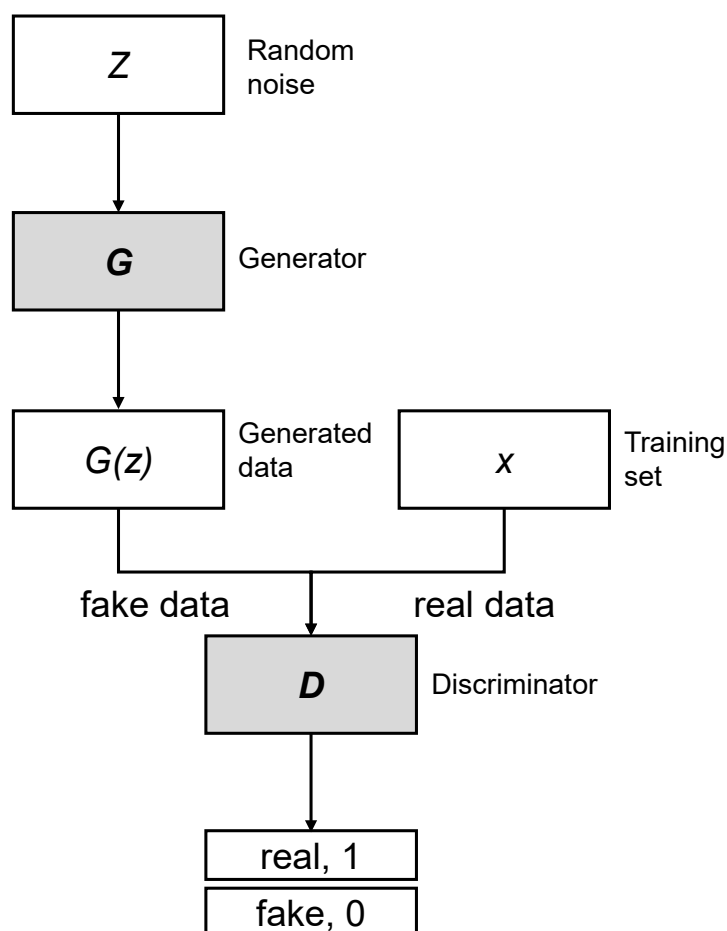 Z
Random
noise
G
Generator
G(z)
Generated
data
x
Training
set
fake data
real data
D
Discriminator
real, 1
fake, 0